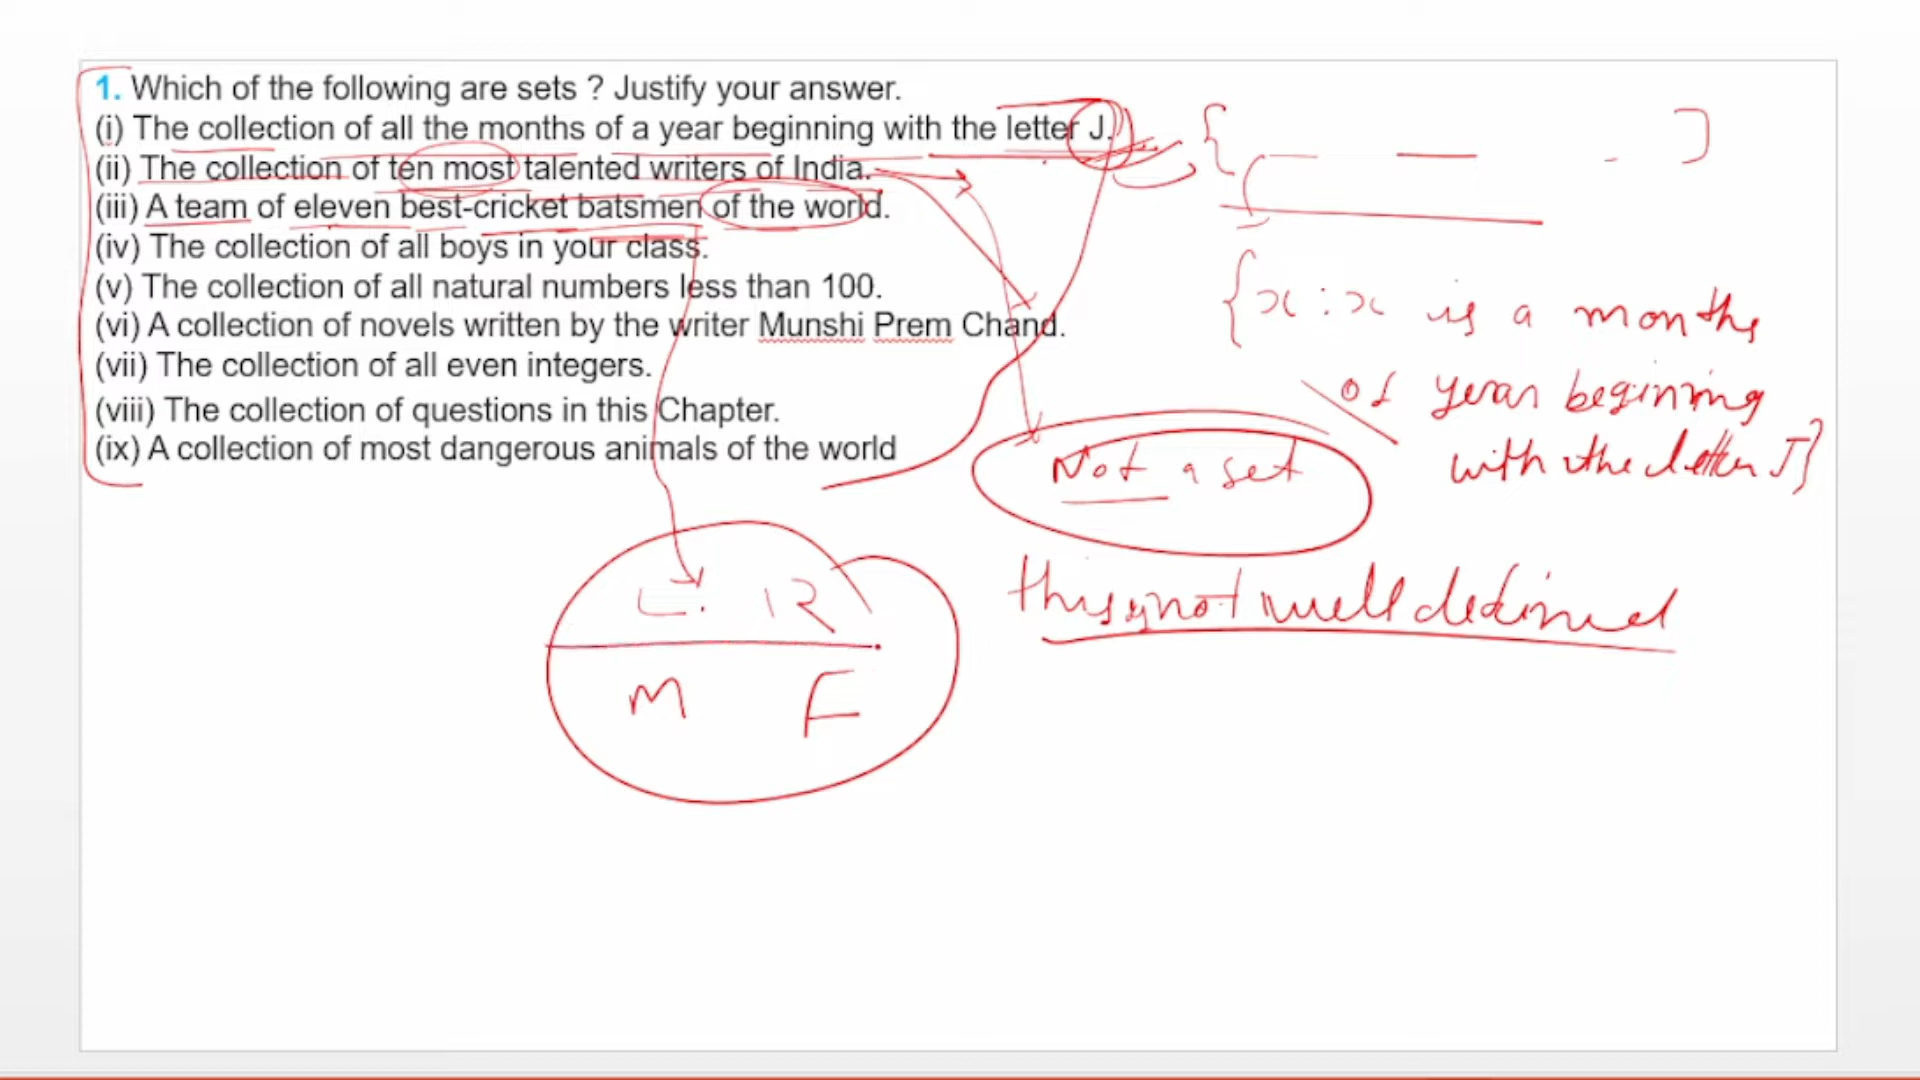 1. Which of the following are sets ? Justify your answer.
(i) The collection of all the months of a year beginning with the letter J.
(ii) The collection of ten most talented writers of India.
(iii) A team of eleven best-cricket batsmen of the world.
(iv) The collection of all boys in your class.
(v) The collection of all natural numbers less than 100.
(vi) A collection of novels written by the writer Munshi Prem Chand.
(vii) The collection of all even integers.
(viii) The collection of questions in this Chapter.
(ix) A collection of most dangerous animals of the world
{x : x is a months
of year beginning
with the letter J}
Not a set
this is not well defined
R
M F